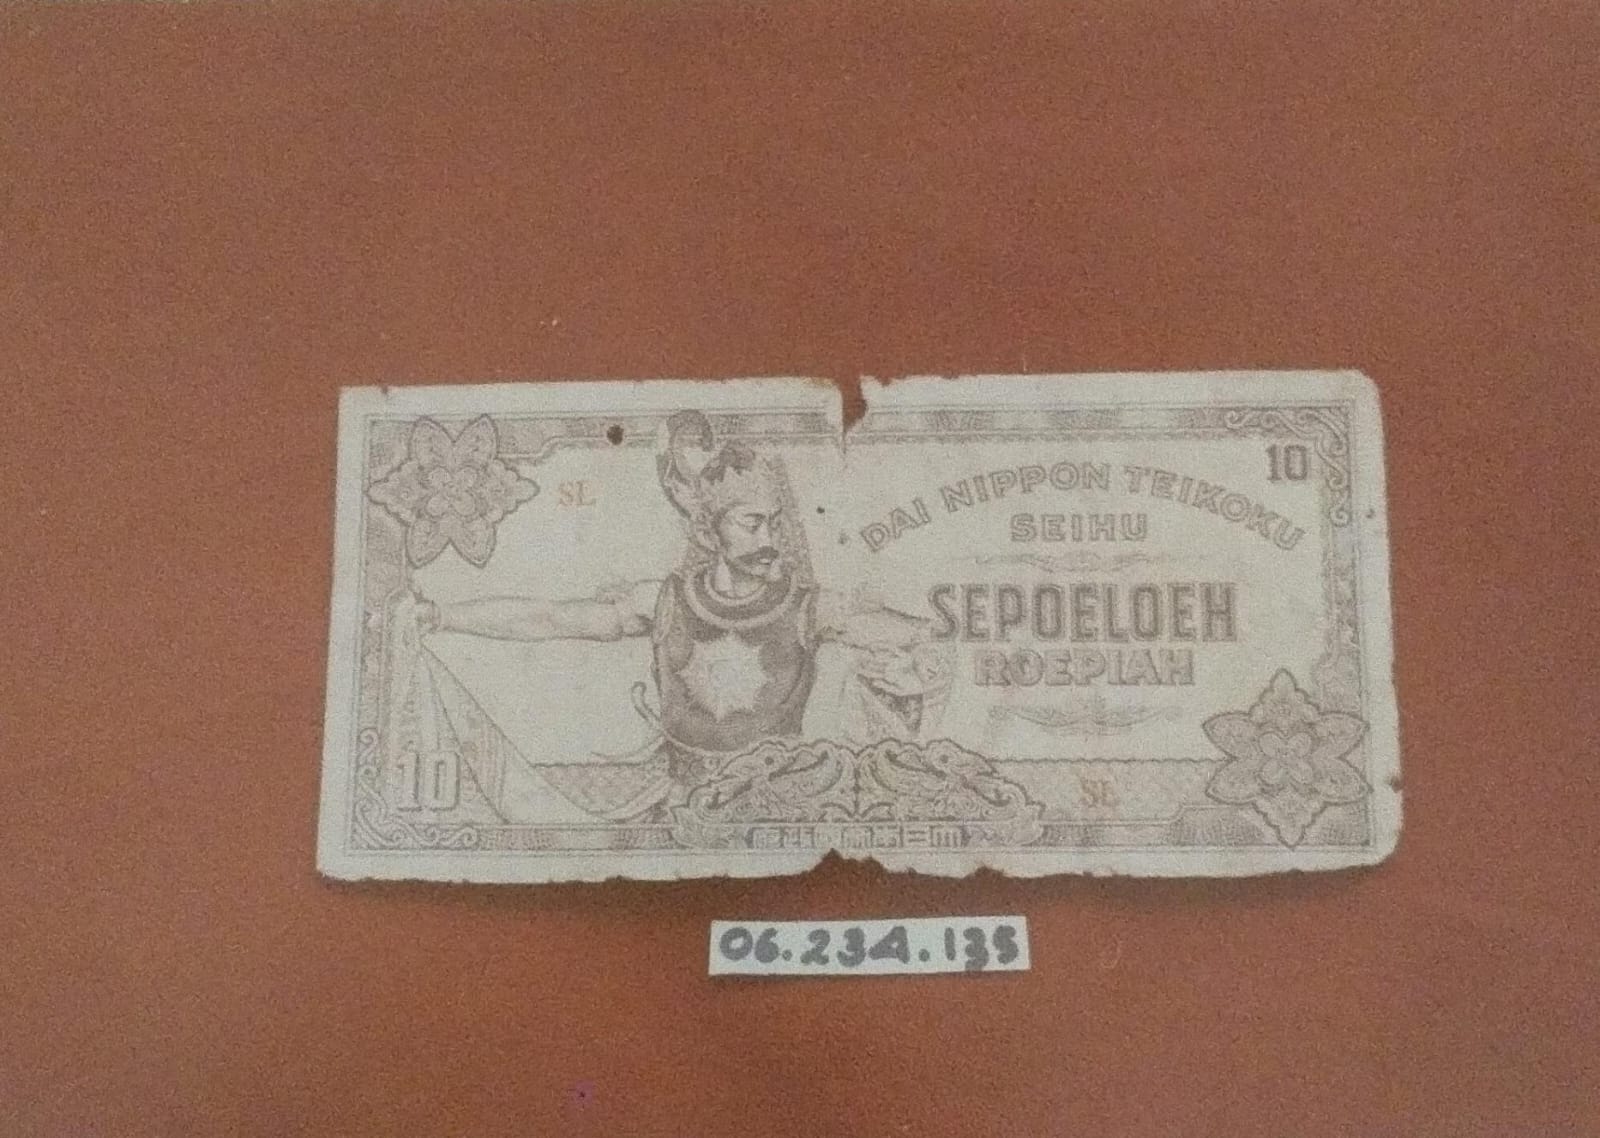 10
SL
DAI NIPPON TEIKOKU
SEIHU
SEPOELOEH
ROEPIAH
10
SL
06.234.135